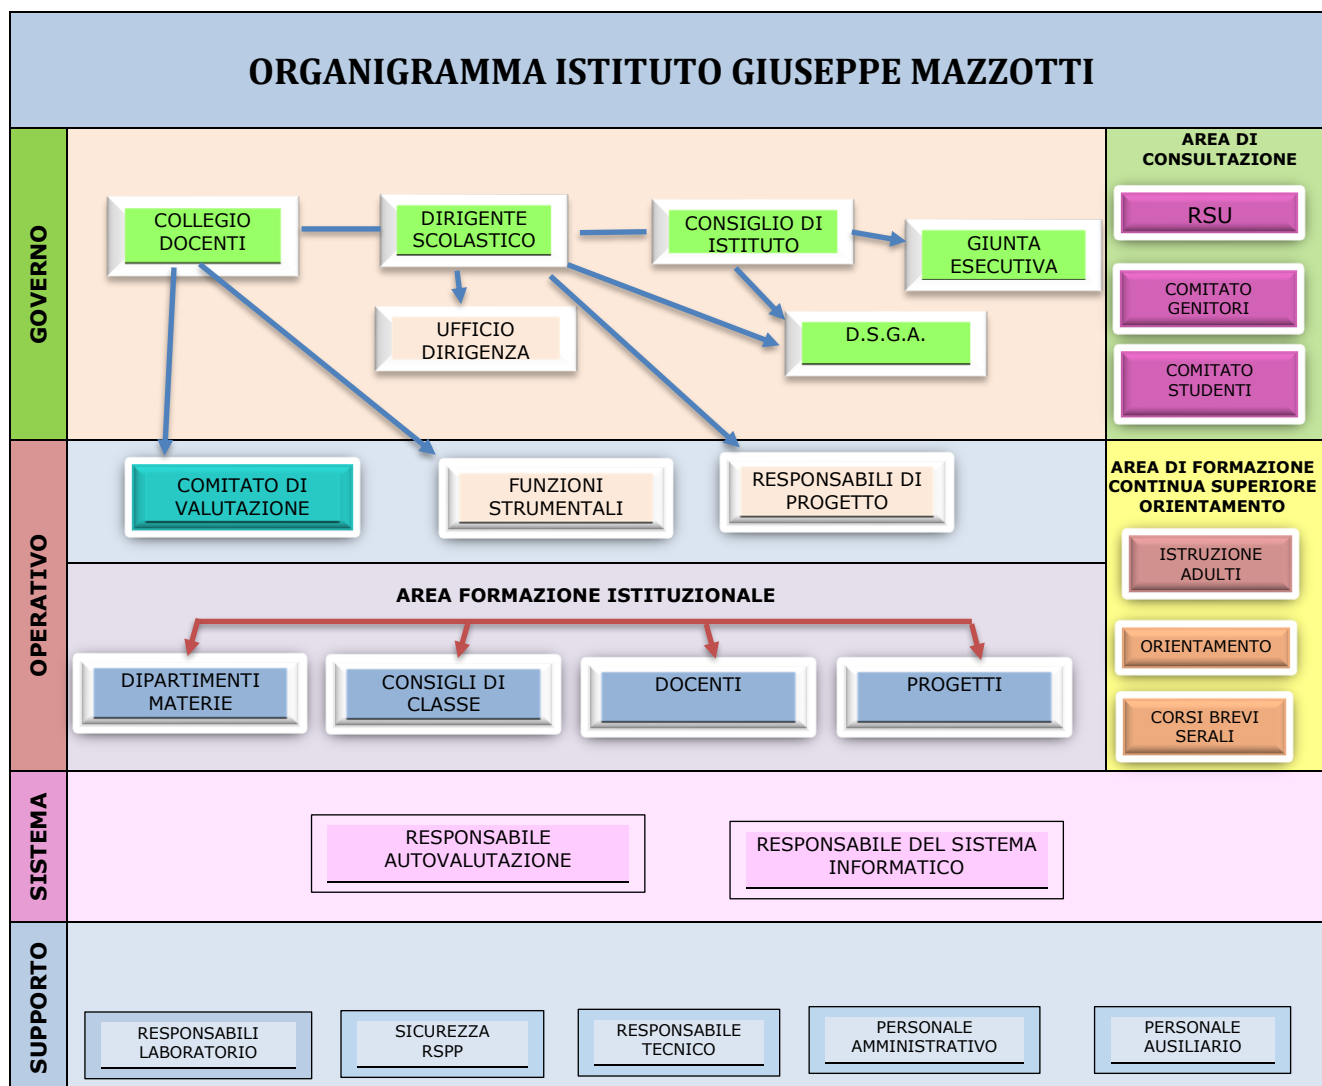 ORGANIGRAMMA ISTITUTO GIUSEPPE MAZZOTTI
GOVERNO
COLLEGIO
DOCENTI
DIRIGENTE
SCOLASTICO
CONSIGLIO DI
ISTITUTO
GIUNTA
ESECUTIVA
UFFICIO
DIRIGENZA
D.S.G.A.
AREA DI
CONSULTAZIONE
RSU
COMITATO
GENITORI
COMITATO
STUDENTI
OPERATIVO
COMITATO DI
VALUTAZIONE
FUNZIONI
STRUMENTALI
RESPONSABILI DI
PROGETTO
AREA FORMAZIONE ISTITUZIONALE
DIPARTIMENTI
MATERIE
CONSIGLI DI
CLASSE
DOCENTI
PROGETTI
AREA DI FORMAZIONE
CONTINUA SUPERIORE
ORIENTAMENTO
ISTRUZIONE
ADULTI
ORIENTAMENTO
CORSI BREVI
SERALI
SISTEMA
RESPONSABILE
AUTOVALUTAZIONE
RESPONSABILE DEL SISTEMA
INFORMATICO
SUPPORTO
RESPONSABILI
LABORATORIO
SICUREZZA
RSPP
RESPONSABILE
TECNICO
PERSONALE
AMMINISTRATIVO
PERSONALE
AUSILIARIO